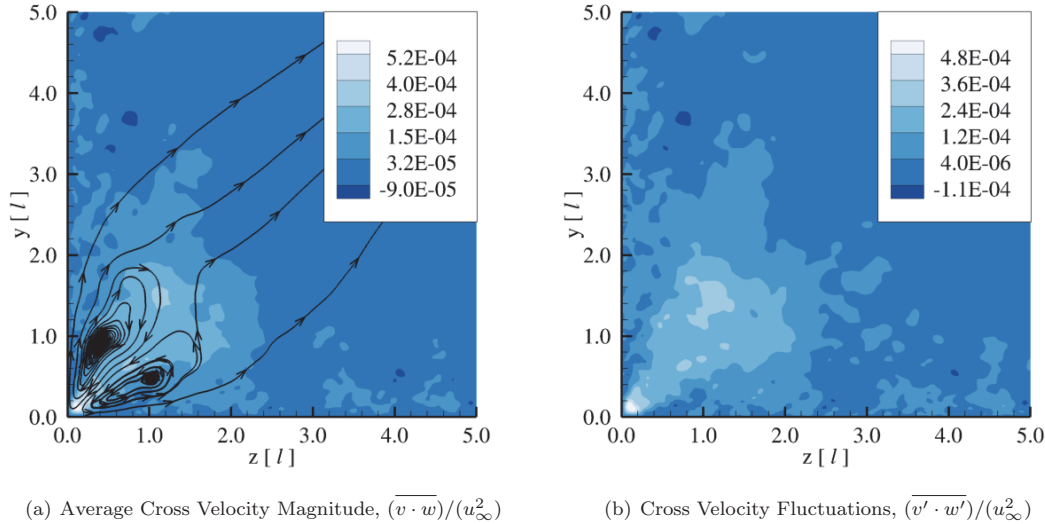 5.0
4.0
3.0
2.0
1.0
0.0
y [ l ]
0.0 1.0 2.0 3.0 4.0 5.0
z [ l ]
5.2E-04
4.0E-04
2.8E-04
1.5E-04
3.2E-05
-9.0E-05
(a) Average Cross Velocity Magnitude, (\overline{v · w})/(u²∞)
5.0
4.0
3.0
2.0
1.0
0.0
y [ l ]
0.0 1.0 2.0 3.0 4.0 5.0
z [ l ]
4.8E-04
3.6E-04
2.4E-04
1.2E-04
4.0E-06
-1.1E-04
(b) Cross Velocity Fluctuations, (\overline{v′ · w′})/(u²∞)